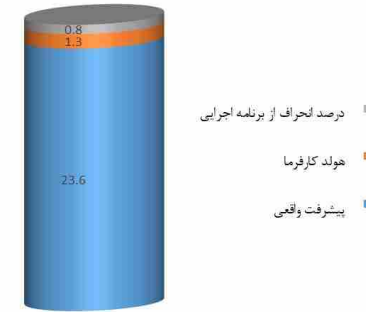 0.8
1.3
23.6
درصد انحراف از برنامه اجرایی
هولد کارفرما
پیشرفت واقعی